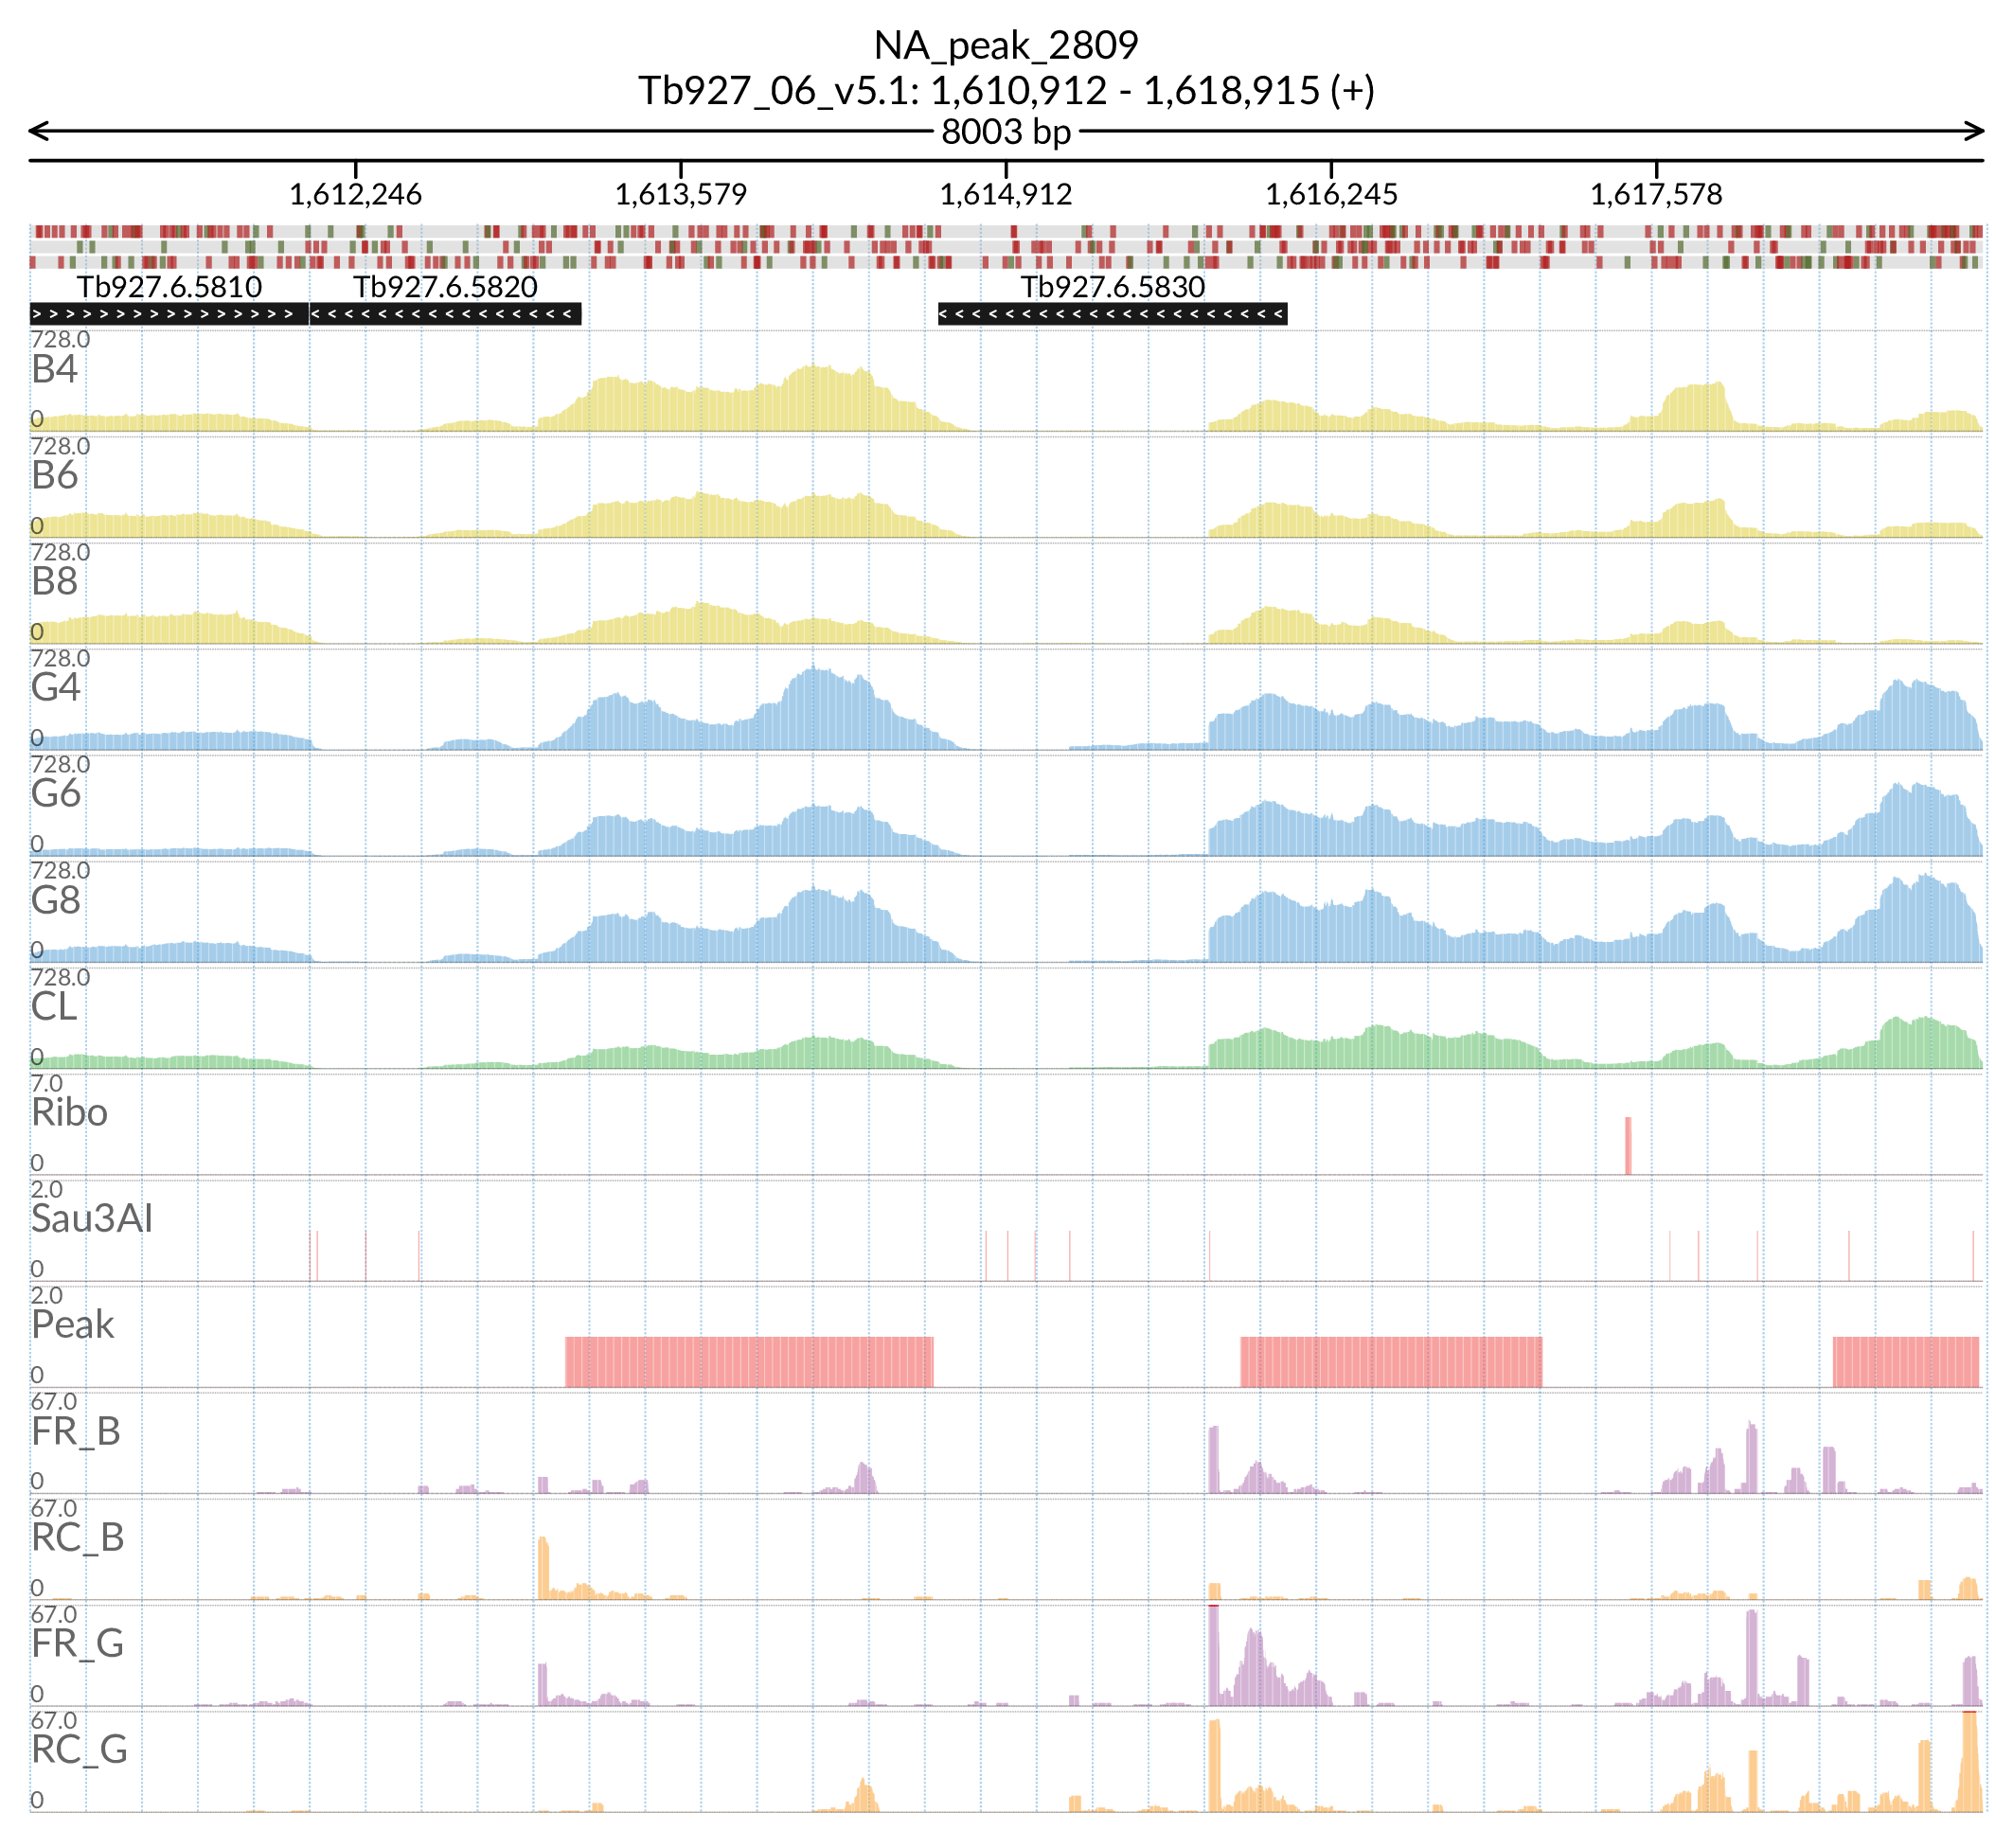 NA_peak_2809
Tb927_06_v5.1: 1,610,912 - 1,618,915 (+)
8003 bp
1,612,246 1,613,579 1,614,912 1,616,245 1,617,578
Tb927.6.5810 Tb927.6.5820 Tb927.6.5830
728.0
B4
0
728.0
B6
0
728.0
B8
0
728.0
G4
0
728.0
G6
0
728.0
G8
0
728.0
CL
0
7.0
Ribo
0
2.0
Sau3AI
0
2.0
Peak
0
67.0
FR_B
0
67.0
RC_B
0
67.0
FR_G
0
67.0
RC_G
0